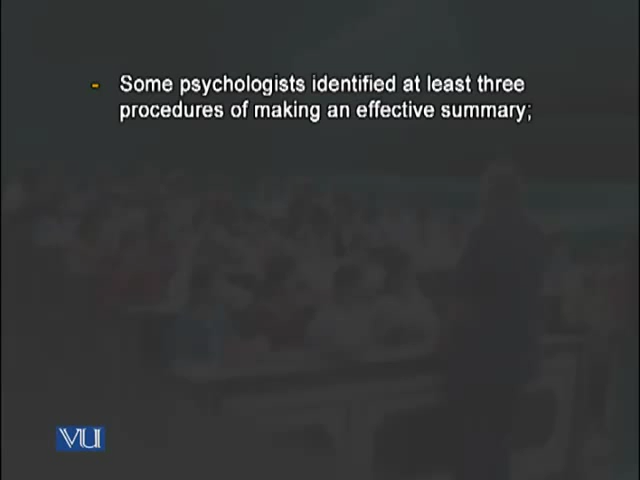 - Some psychologists identified at least three
procedures of making an effective summary;
VU